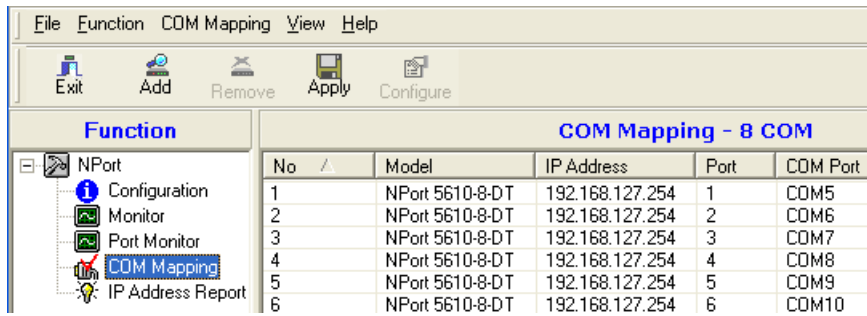 File Function COM Mapping View Help
Exit Add Remove Apply Configure
Function
COM Mapping - 8 COM
NPort
Configuration
Monitor
Port Monitor
COM Mapping
IP Address Report
No Model IP Address Port COM Port
1 NPort 5610-8-DT 192.168.127.254 1 COM5
2 NPort 5610-8-DT 192.168.127.254 2 COM6
3 NPort 5610-8-DT 192.168.127.254 3 COM7
4 NPort 5610-8-DT 192.168.127.254 4 COM8
5 NPort 5610-8-DT 192.168.127.254 5 COM9
6 NPort 5610-8-DT 192.168.127.254 6 COM10